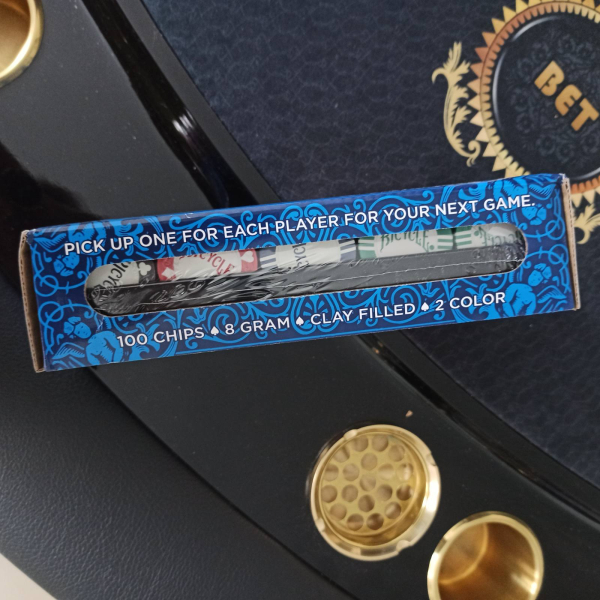 BET
PICK UP ONE FOR EACH PLAYER FOR YOUR NEXT GAME.
BICYCLE
100 CHIPS ♠ 8 GRAM ♠ CLAY FILLED ♠ 2 COLOR